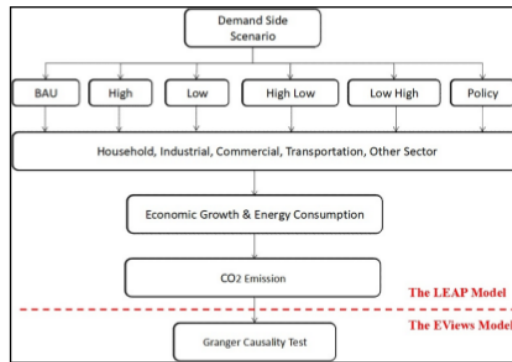 Demand Side
Scenario
BAU
High
Low
High Low
Low High
Policy
Household, Industrial, Commercial, Transportation, Other Sector
Economic Growth & Energy Consumption
CO2 Emission
The LEAP Model
The EViews Model
Granger Causality Test